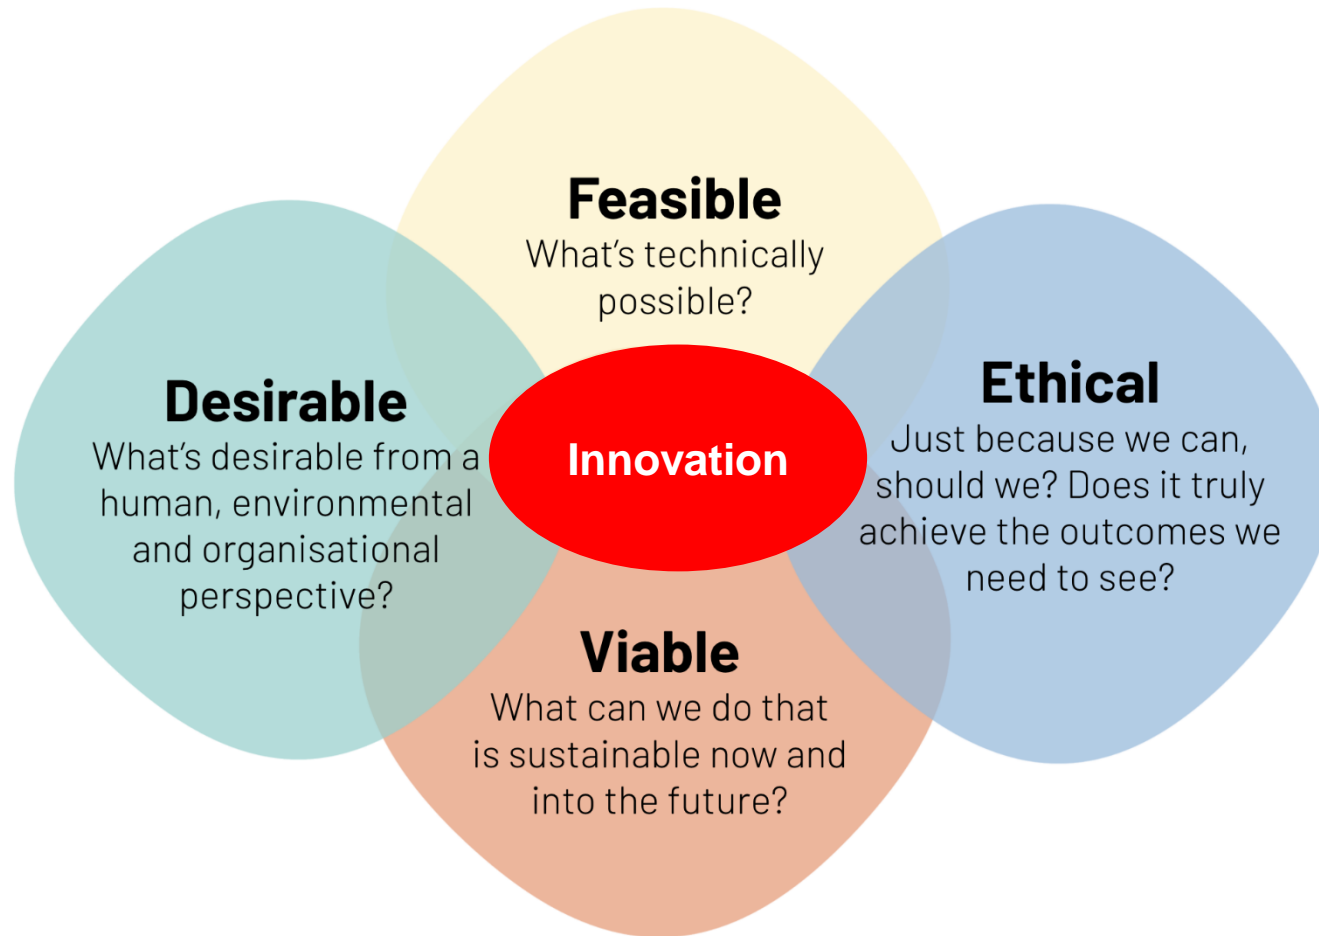 Feasible
What’s technically
possible?
Desirable
What’s desirable from a
human, environmental
and organisational
perspective?
Innovation
Ethical
Just because we can,
should we? Does it truly
achieve the outcomes we
need to see?
Viable
What can we do that
is sustainable now and
into the future?